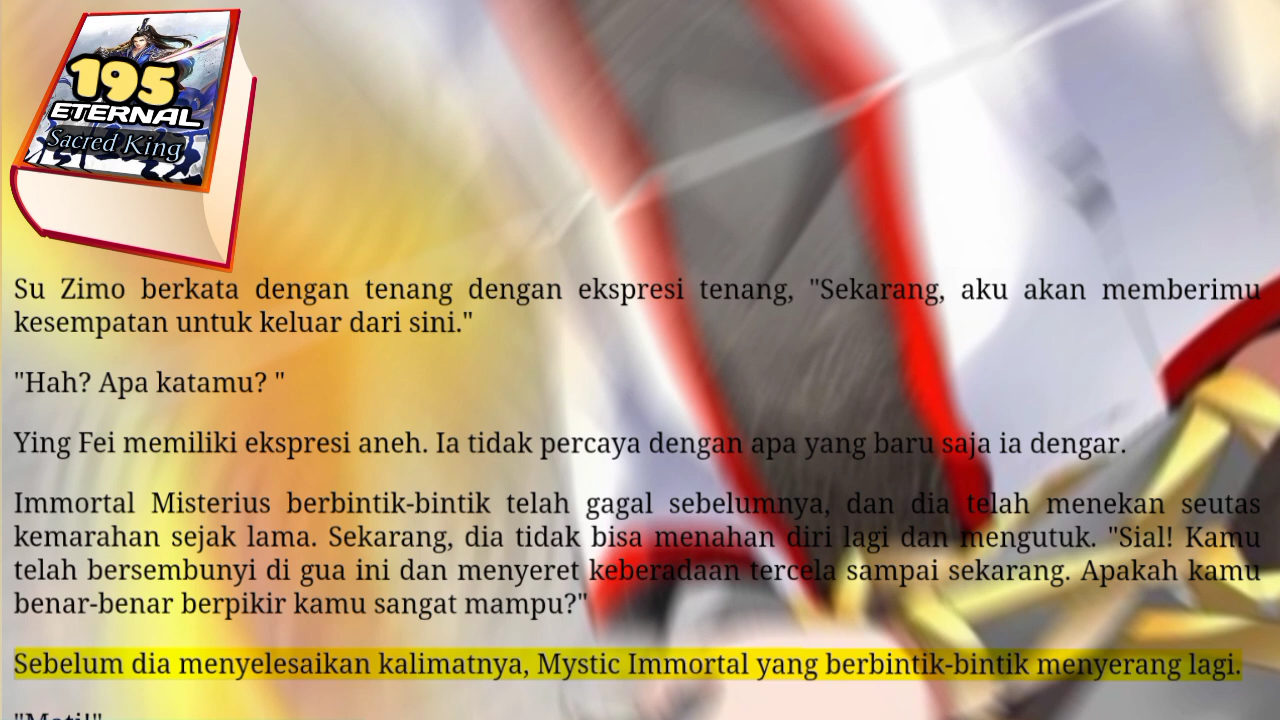 195
ETERNAL
Sacred King
Su Zimo berkata dengan tenang dengan ekspresi tenang, "Sekarang, aku akan memberimu
kesempatan untuk keluar dari sini."
"Hah? Apa katamu? "
Ying Fei memiliki ekspresi aneh. Ia tidak percaya dengan apa yang baru saja ia dengar.
Immortal Misterius berbintik-bintik telah gagal sebelumnya, dan dia telah menekan seutas
kemarahan sejak lama. Sekarang, dia tidak bisa menahan diri lagi dan mengutuk. "Sial! Kamu
telah bersembunyi di gua ini dan menyeret keberadaan tercela sampai sekarang. Apakah kamu
benar-benar berpikir kamu sangat mampu?"
Sebelum dia menyelesaikan kalimatnya, Mystic Immortal yang berbintik-bintik menyerang lagi.